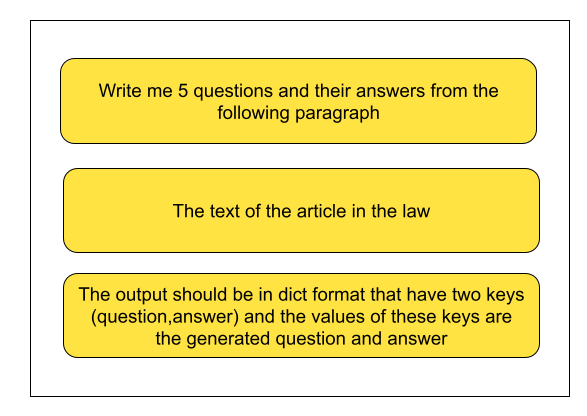 Write me 5 questions and their answers from the
following paragraph
The text of the article in the law
The output should be in dict format that have two keys
(question,answer) and the values of these keys are
the generated question and answer